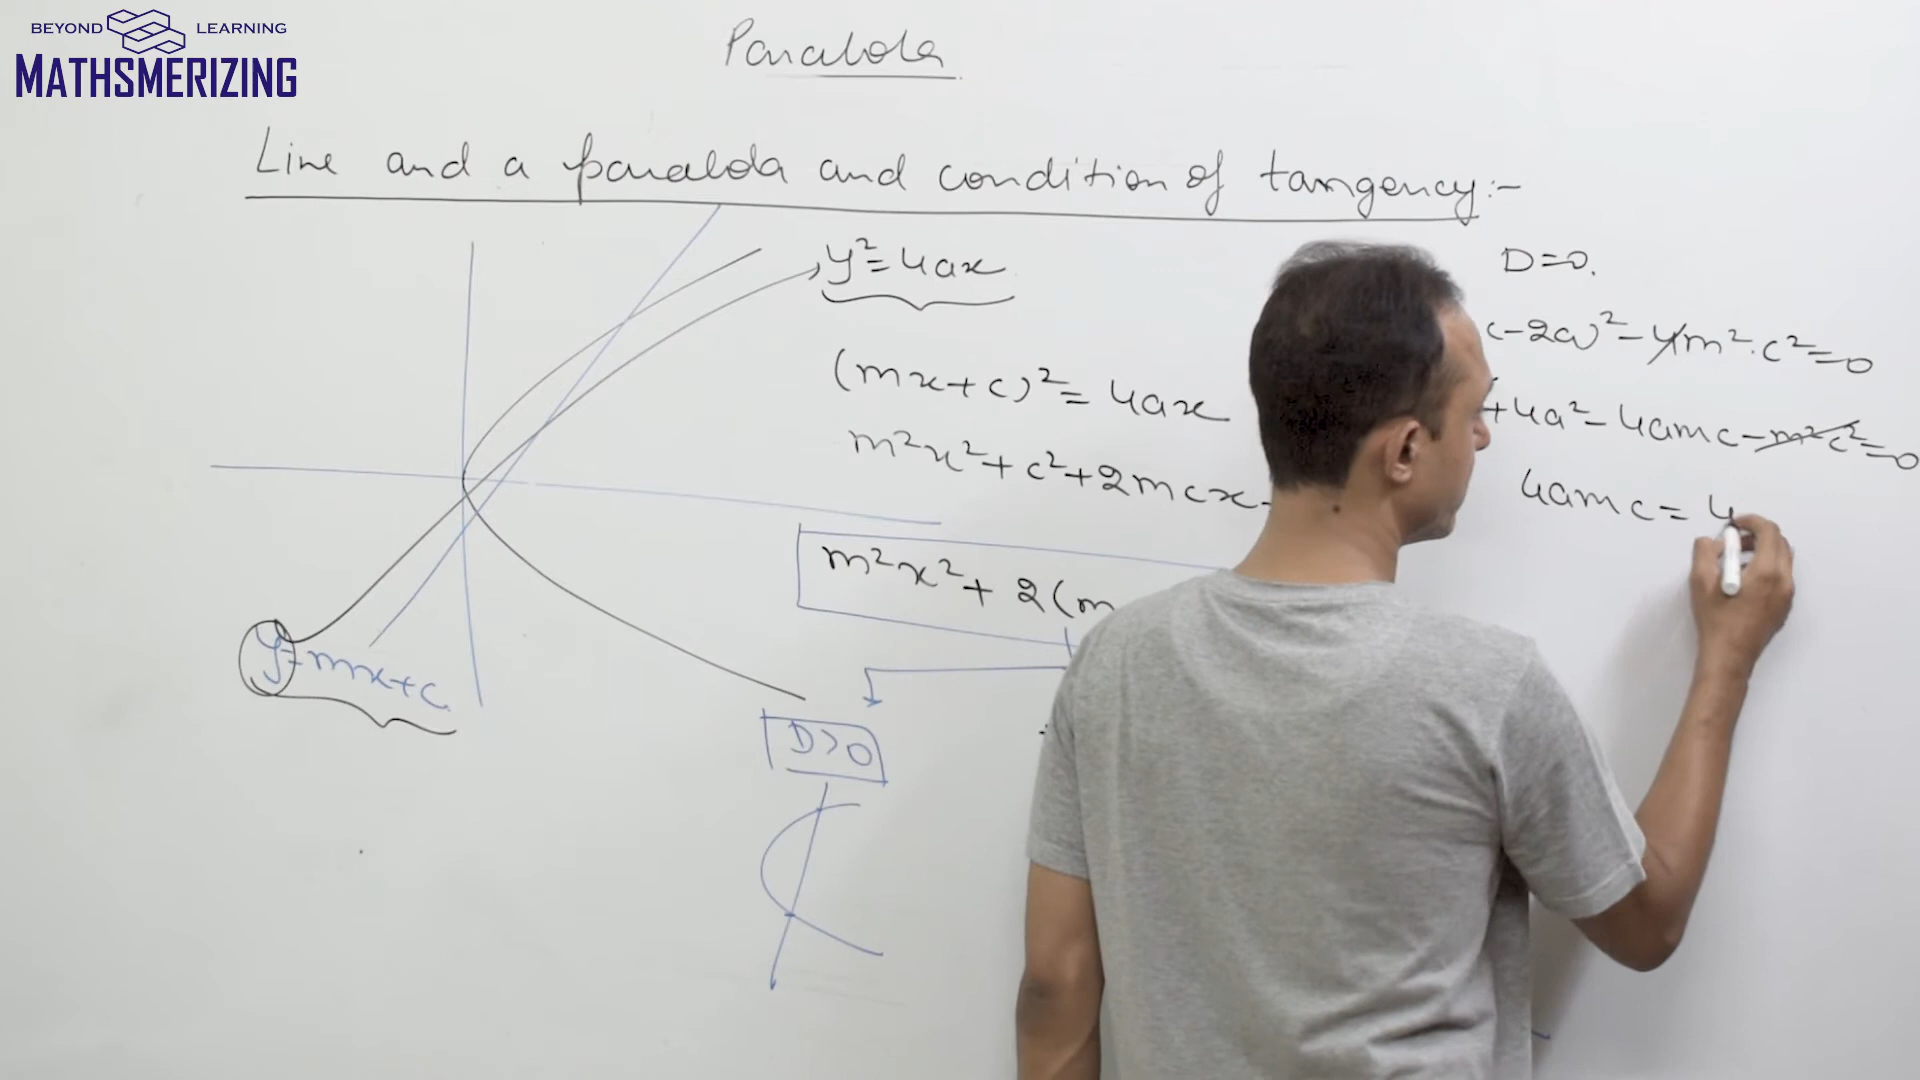 BEYOND LEARNING
MATHSMERIZING
Parabola
Line and a parabola and condition of tangency:-
y²=4ax
(mx+c)²=4ax
m²x²+c²+2mcx-
m²x²+2(m
y=mx+c
D>0
D=0.
-2a)²-4m².c²=0
+4a²-4amc-m²c²=0
4amc=4